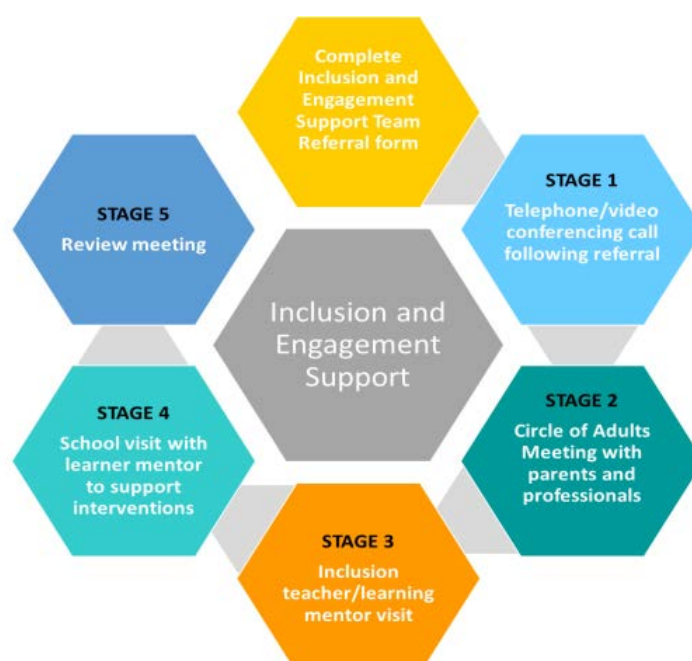 Complete
Inclusion and
Engagement
Support Team
Referral form
STAGE 1
Telephone/video
conferencing call
following referral
STAGE 2
Circle of Adults
Meeting with
parents and
professionals
STAGE 3
Inclusion
teacher/learning
mentor visit
STAGE 4
School visit with
learner mentor
to support
interventions
STAGE 5
Review meeting
Inclusion and
Engagement
Support